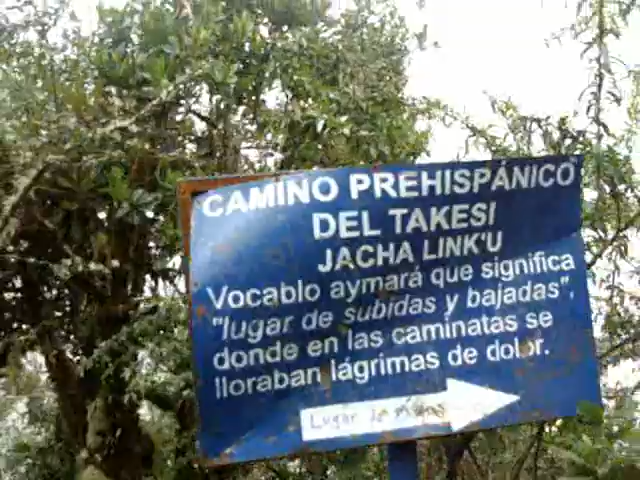 CAMINO PREHISPÁNICO
DEL TAKESI
JACHA LINK'U
Vocablo aymará que significa
"lugar de subidas y bajadas",
donde en las caminatas se
lloraban lágrimas de dolor.
Lugar de